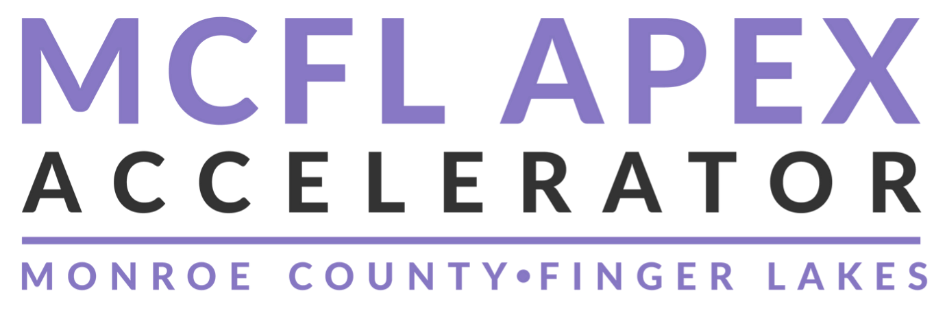 MCFL APEX
ACCELERATOR
MONROE COUNTY•FINGER LAKES